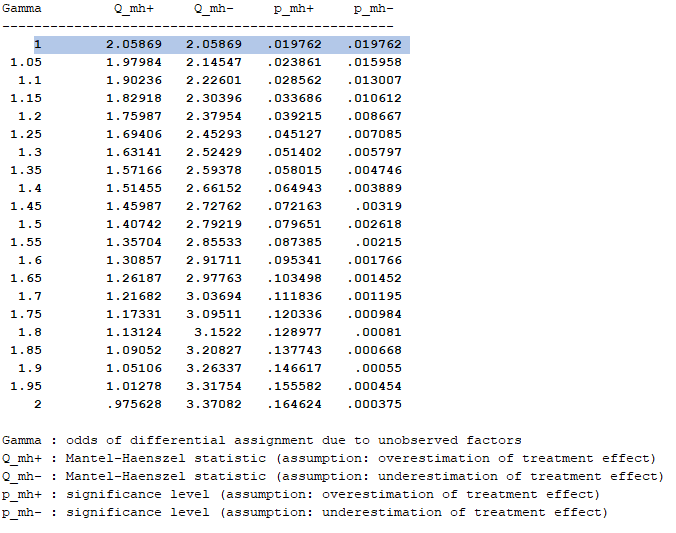 Gamma Q_mh+ Q_mh- p_mh+ p_mh-
-------------------------------------------------
1 2.05869 2.05869 .019762 .019762
1.05 1.97984 2.14547 .023861 .015958
1.1 1.90236 2.22601 .028562 .013007
1.15 1.82918 2.30396 .033686 .010612
1.2 1.75987 2.37954 .039215 .008667
1.25 1.69406 2.45293 .045127 .007085
1.3 1.63141 2.52429 .051402 .005797
1.35 1.57166 2.59378 .058015 .004746
1.4 1.51455 2.66152 .064943 .003889
1.45 1.45987 2.72762 .072163 .00319
1.5 1.40742 2.79219 .079651 .002618
1.55 1.35704 2.85533 .087385 .00215
1.6 1.30857 2.91711 .095341 .001766
1.65 1.26187 2.97763 .103498 .001452
1.7 1.21682 3.03694 .111836 .001195
1.75 1.17331 3.09511 .120336 .000984
1.8 1.13124 3.1522 .128977 .00081
1.85 1.09052 3.20827 .137743 .000668
1.9 1.05106 3.26337 .146617 .00055
1.95 1.01278 3.31754 .155582 .000454
2 .975628 3.37082 .164624 .000375
Gamma : odds of differential assignment due to unobserved factors
Q_mh+ : Mantel-Haenszel statistic (assumption: overestimation of treatment effect)
Q_mh- : Mantel-Haenszel statistic (assumption: underestimation of treatment effect)
p_mh+ : significance level (assumption: overestimation of treatment effect)
p_mh- : significance level (assumption: underestimation of treatment effect)